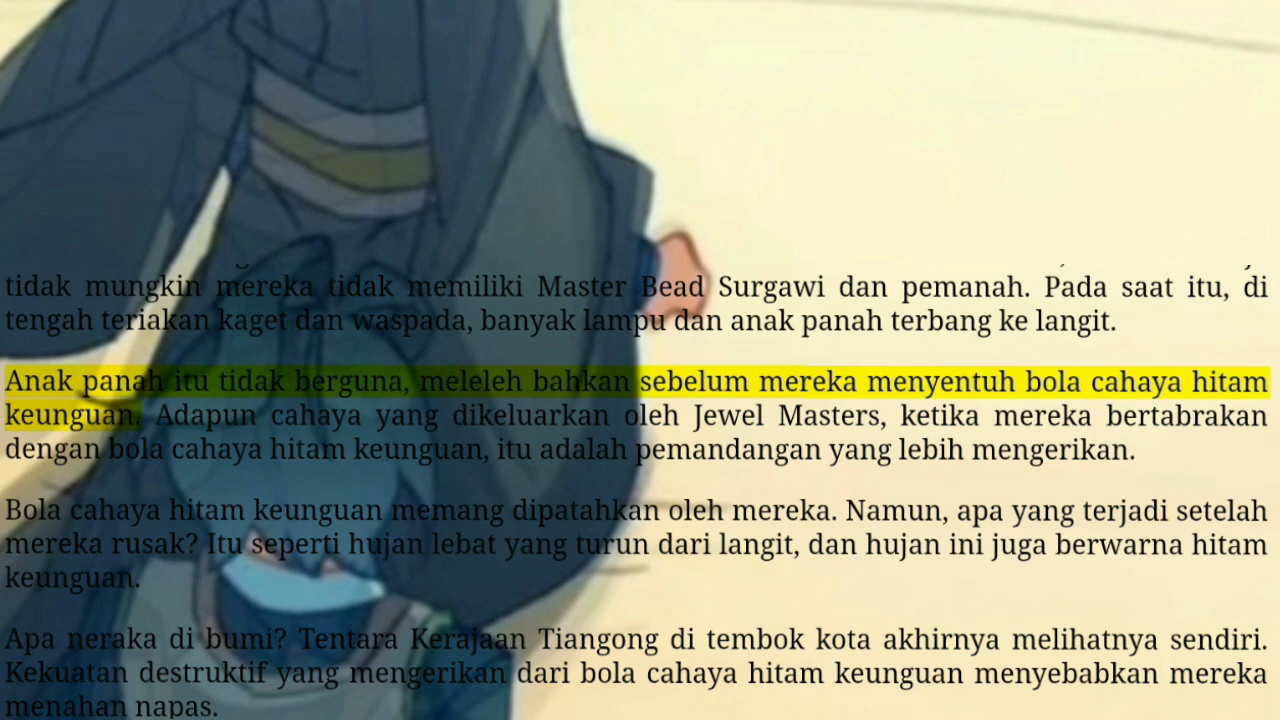 tidak mungkin mereka tidak memiliki Master Bead Surgawi dan pemanah. Pada saat itu, di
tengah teriakan kaget dan waspada, banyak lampu dan anak panah terbang ke langit.
Anak panah itu tidak berguna, meleleh bahkan sebelum mereka menyentuh bola cahaya hitam
keunguan. Adapun cahaya yang dikeluarkan oleh Jewel Masters, ketika mereka bertabrakan
dengan bola cahaya hitam keunguan, itu adalah pemandangan yang lebih mengerikan.
Bola cahaya hitam keunguan memang dipatahkan oleh mereka. Namun, apa yang terjadi setelah
mereka rusak? Itu seperti hujan lebat yang turun dari langit, dan hujan ini juga berwarna hitam
keunguan.
Apa neraka di bumi? Tentara Kerajaan Tiangong di tembok kota akhirnya melihatnya sendiri.
Kekuatan destruktif yang mengerikan dari bola cahaya hitam keunguan menyebabkan mereka
menahan napas.